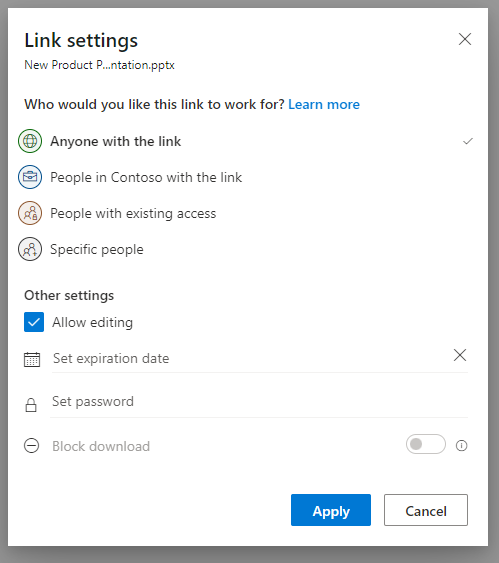 Link settings
New Product P...ntation.pptx
Who would you like this link to work for? Learn more
Anyone with the link
People in Contoso with the link
People with existing access
Specific people
Other settings
Allow editing
Set expiration date
Set password
Block download
Apply
Cancel